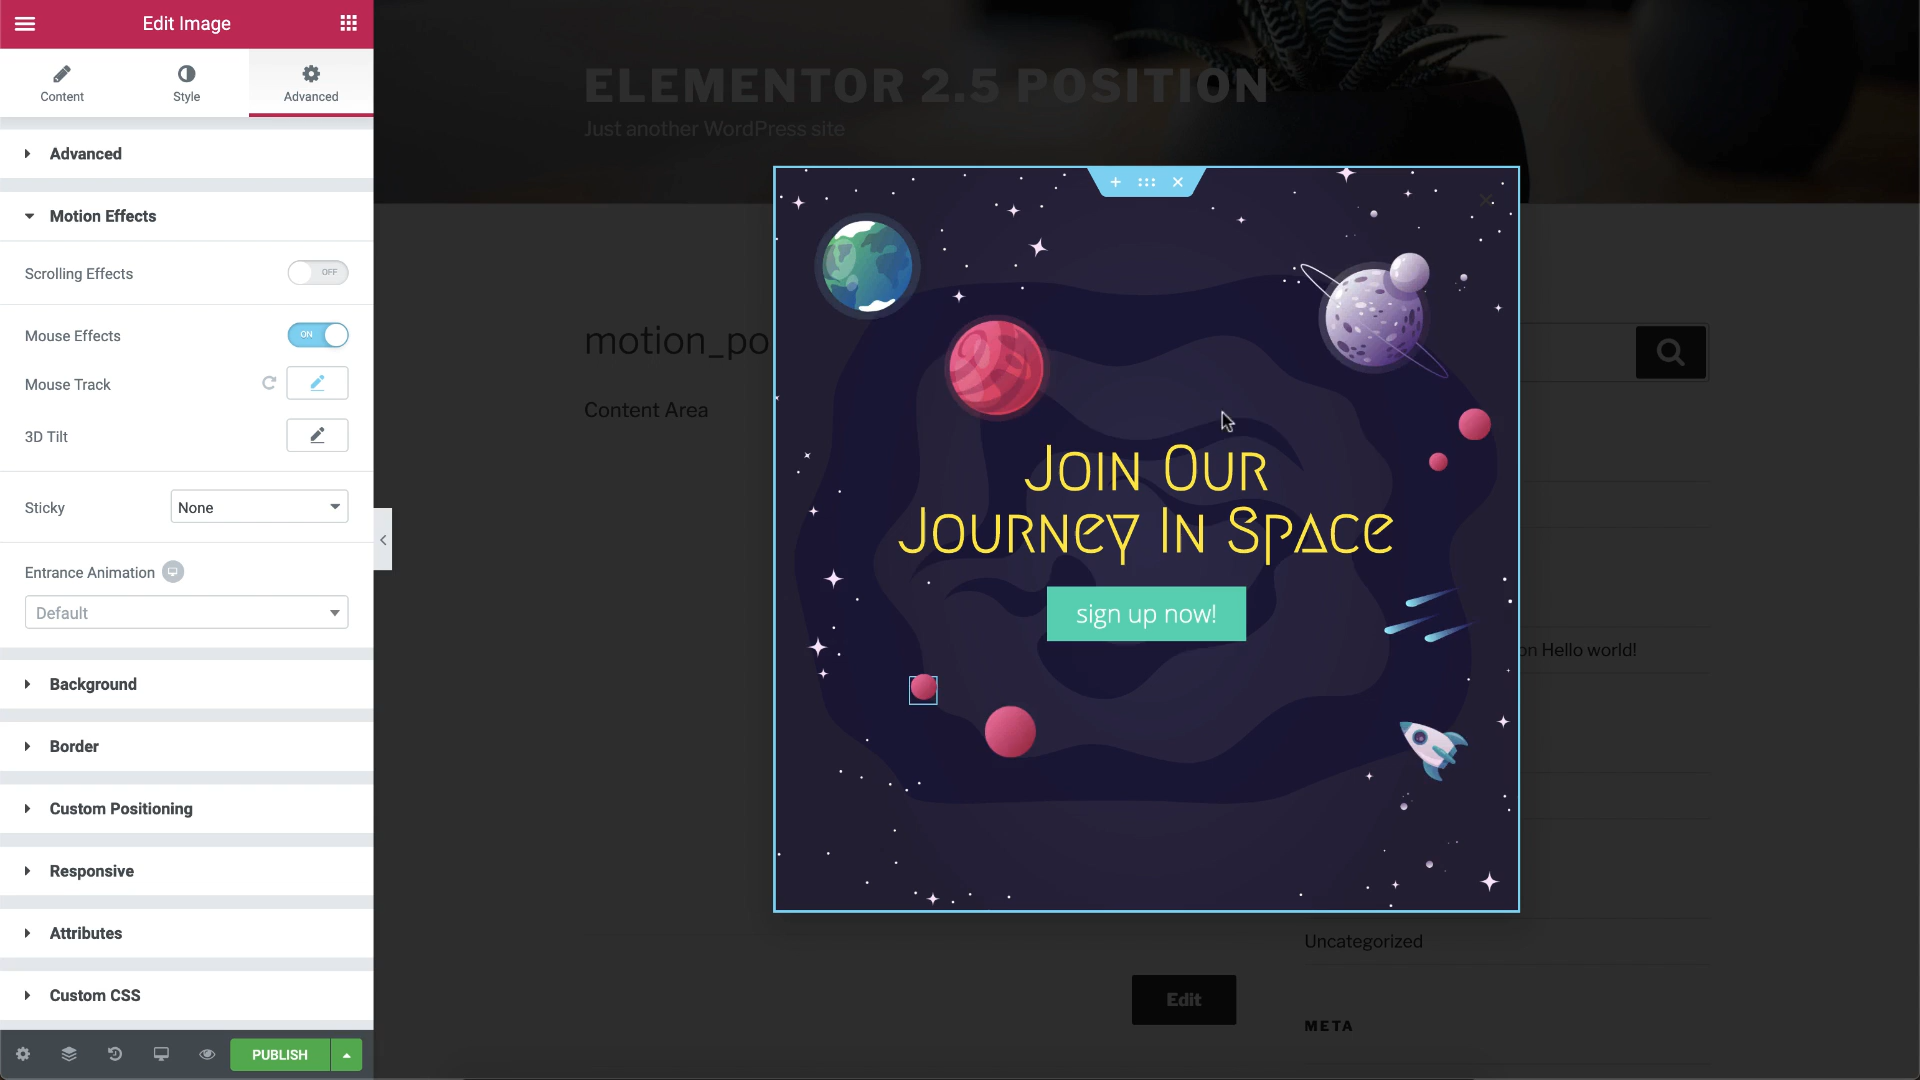 Edit Image
Content
Style
Advanced
Advanced
Motion Effects
Scrolling Effects
OFF
Mouse Effects
ON
Mouse Track
3D Tilt
Sticky
None
Entrance Animation
Default
Background
Border
Custom Positioning
Responsive
Attributes
Custom CSS
PUBLISH
ELEMENTOR 2.5 POSITION
Just another WordPress site
motion_po
Content Area
Join Our
Journey In Space
sign up now!
on Hello world!
Uncategorized
Edit
META